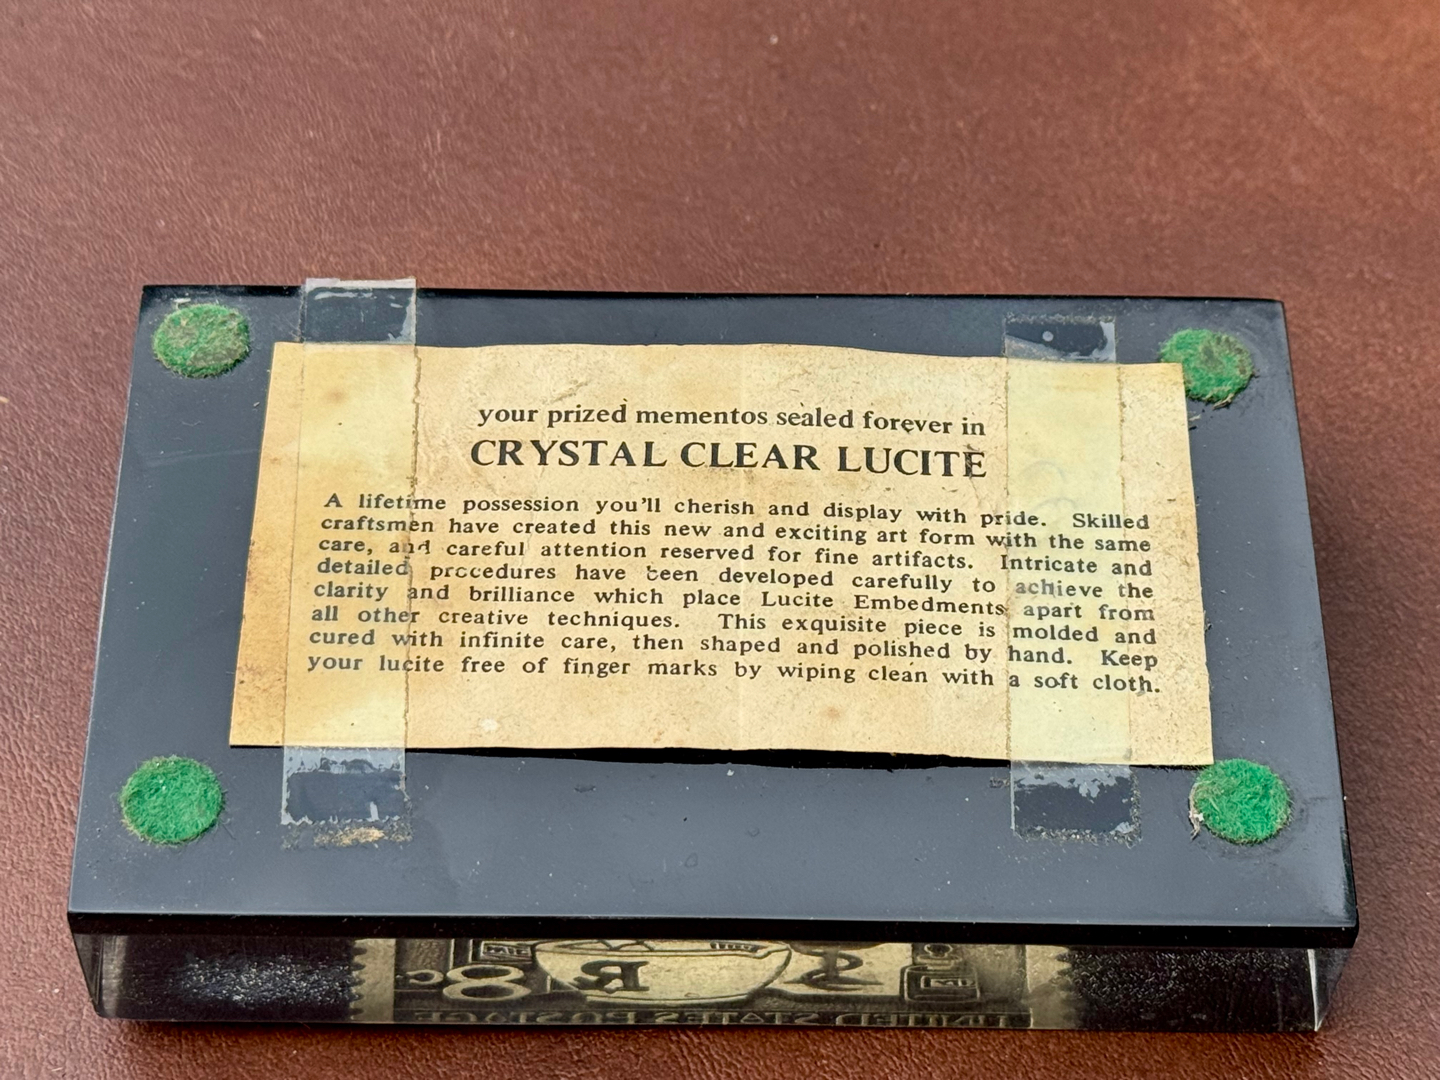 your prized mementos sealed forever in
CRYSTAL CLEAR LUCITE
A lifetime possession you'll cherish and display with pride. Skilled
craftsmen have created this new and exciting art form with the same
care, and careful attention reserved for fine artifacts. Intricate and
detailed procedures have been developed carefully to achieve the
clarity and brilliance which place Lucite Embedments apart from
all other creative techniques. This exquisite piece is molded and
cured with infinite care, then shaped and polished by hand. Keep
your lucite free of finger marks by wiping clean with a soft cloth.
8c
R
UNITED STATES POSTAGE